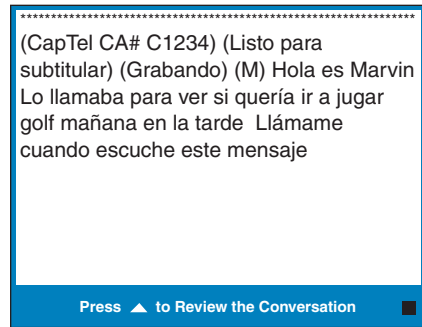 ****************************************************************
(CapTel CA# C1234) (Listo para
subtitular) (Grabando) (M) Hola es Marvin
Lo llamaba para ver si quería ir a jugar
golf mañana en la tarde  Llámame
cuando escuche este mensaje
Press ▲ to Review the Conversation